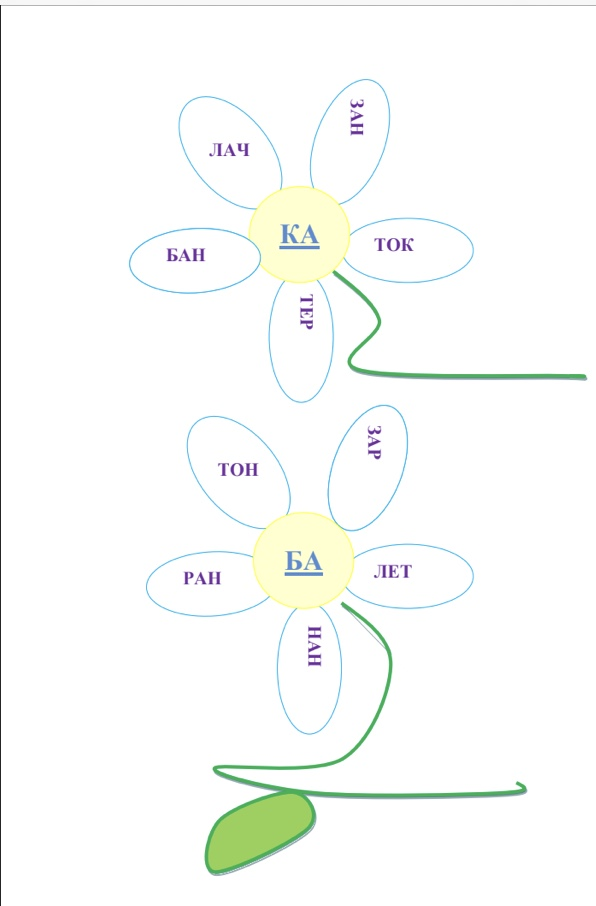 ЗАН
ЛАЧ
КА
ТОК
БАН
ТЕР
ЗАР
ТОН
БА
ЛЕТ
РАН
НАН